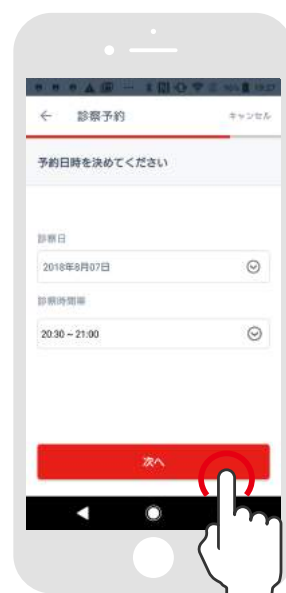 診察予約
キャンセル
予約日時を決めてください
診察日
2018年8月07日
診察時間帯
20:30 ~ 21:00
次へ